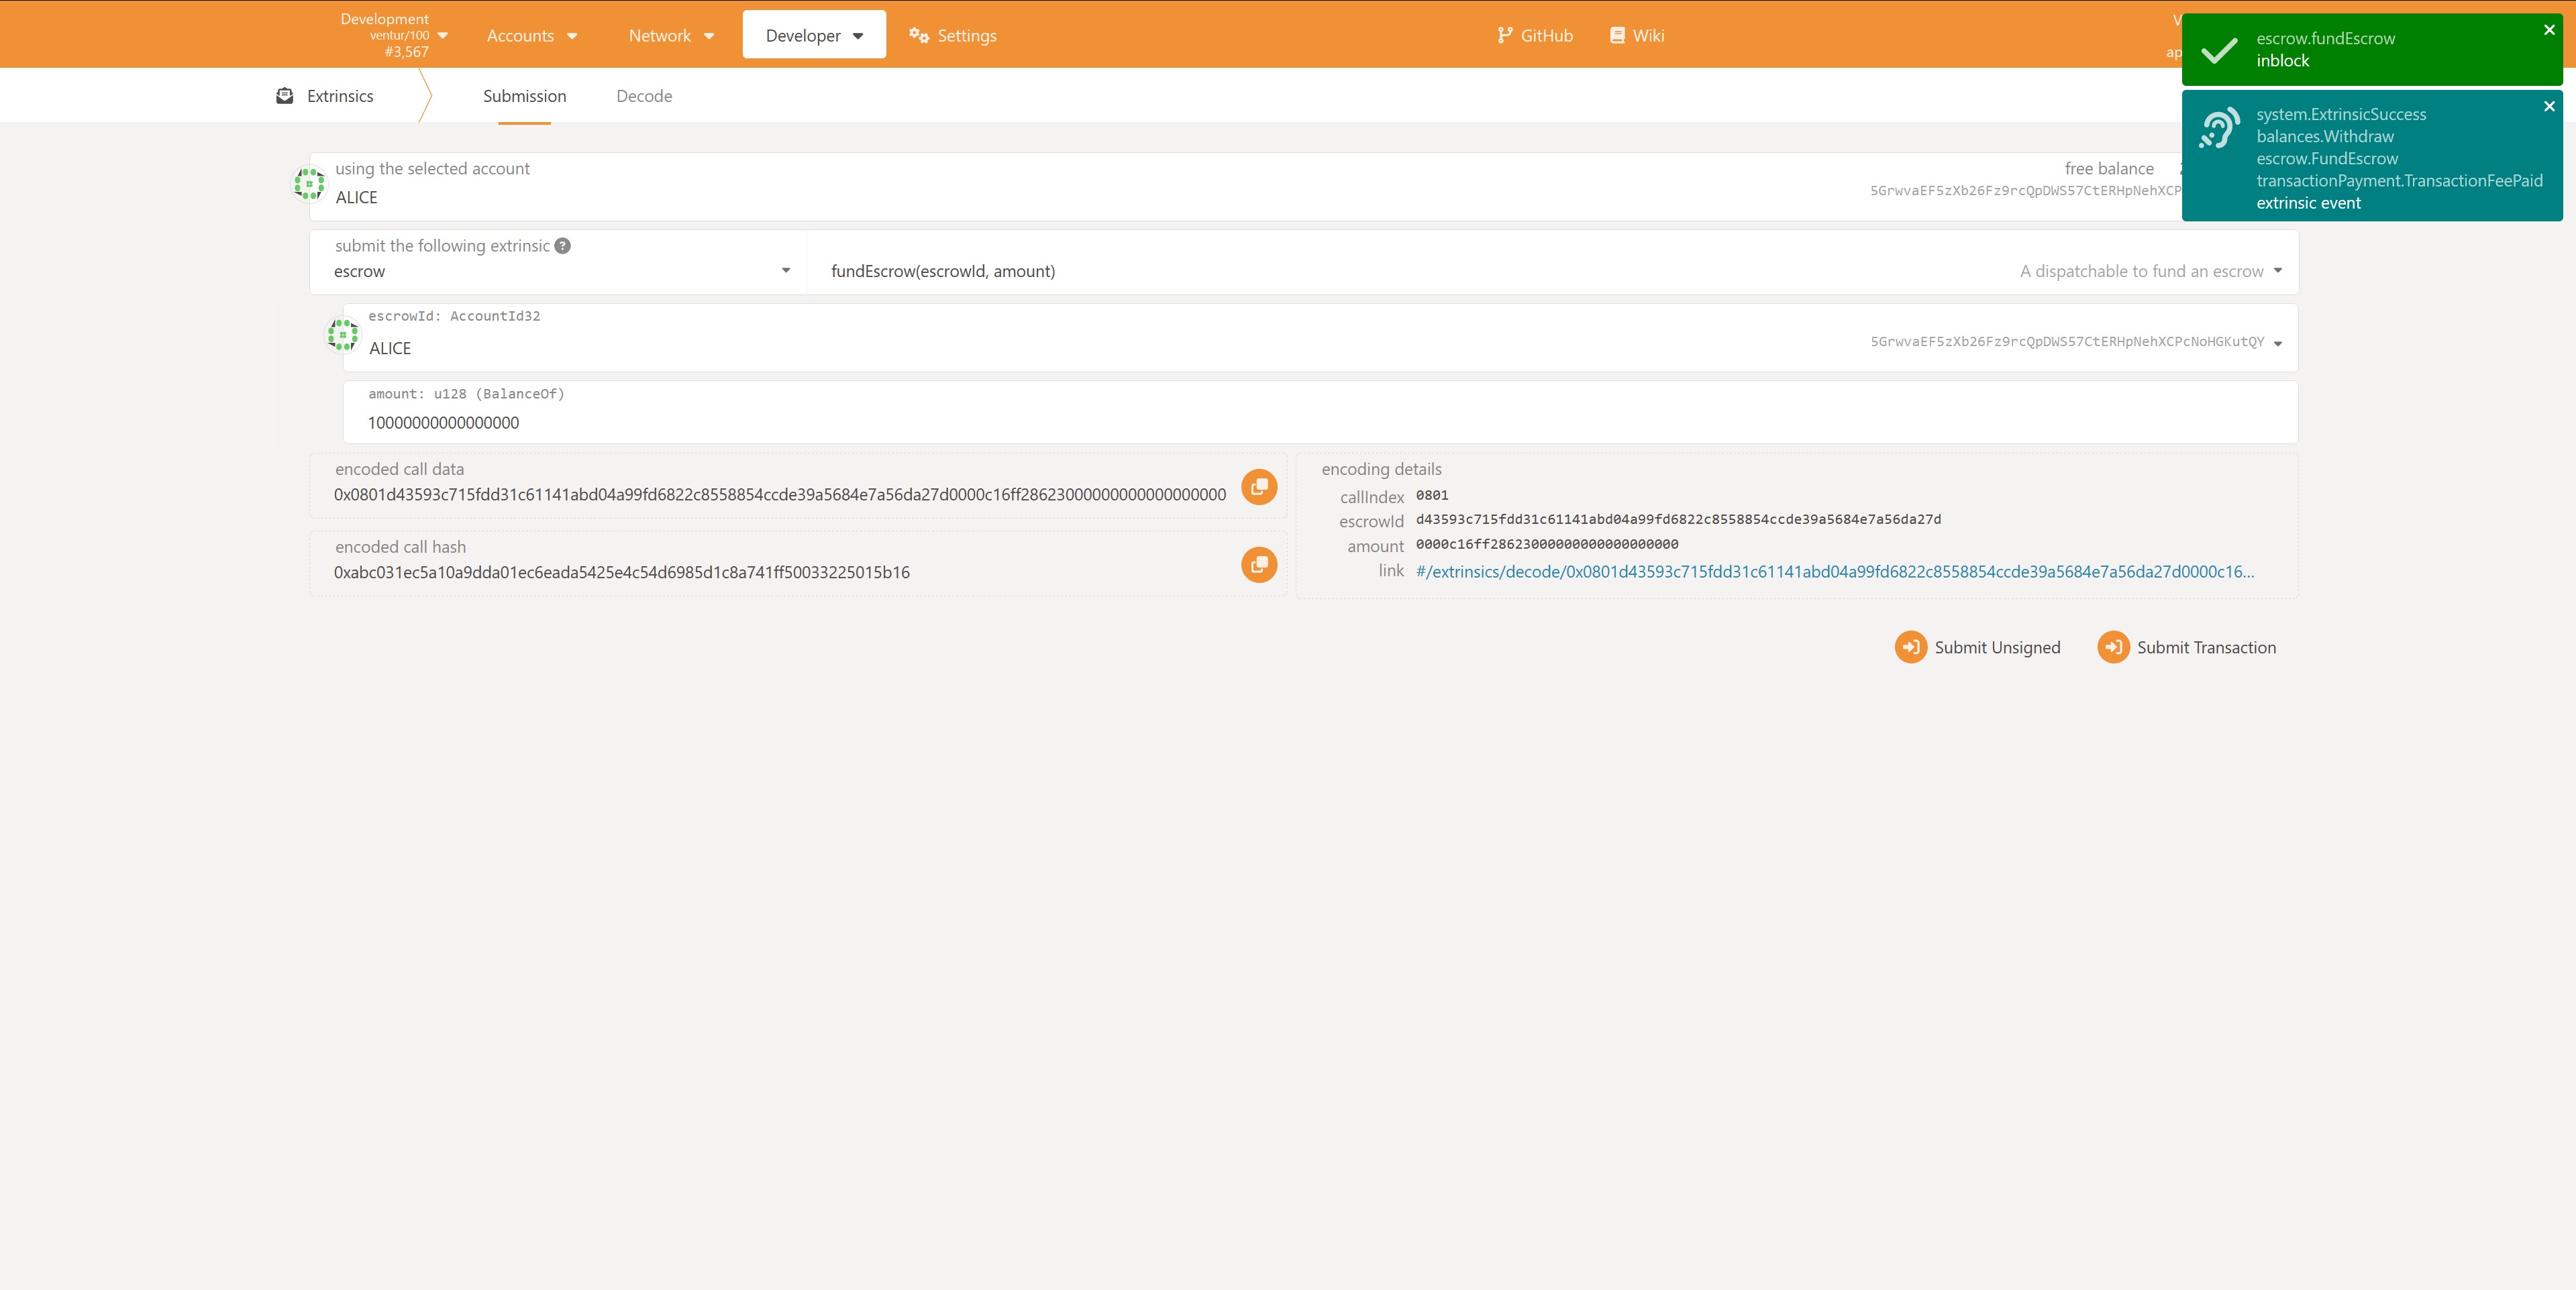 Development
ventur/100
#3,567
Accounts
Network
Developer
Settings
GitHub
Wiki
escrow.fundEscrow
inblock
system.ExtrinsicSuccess
balances.Withdraw
escrow.FundEscrow
transactionPayment.TransactionFeePaid
extrinsic event
Extrinsics
Submission
Decode
using the selected account
ALICE
free balance
5GrwvaEF5zXb26Fz9rcQpDWS57CtERHpNehXCP
submit the following extrinsic
escrow
fundEscrow(escrowId, amount)
A dispatchable to fund an escrow
escrowId: AccountId32
ALICE
5GrwvaEF5zXb26Fz9rcQpDWS57CtERHpNehXCPcNoHGKutQY
amount: u128 (BalanceOf)
10000000000000000
encoded call data
0x0801d43593c715fdd31c61141abd04a99fd6822c8558854ccde39a5684e7a56da27d0000c16ff28623000000000000000000
encoded call hash
0xabc031ec5a10a9dda01ec6eada5425e4c54d6985d1c8a741ff50033225015b16
encoding details
callIndex 0801
escrowId d43593c715fdd31c61141abd04a99fd6822c8558854ccde39a5684e7a56da27d
amount 0000c16ff28623000000000000000000
link #/extrinsics/decode/0x0801d43593c715fdd31c61141abd04a99fd6822c8558854ccde39a5684e7a56da27d0000c16...
Submit Unsigned
Submit Transaction